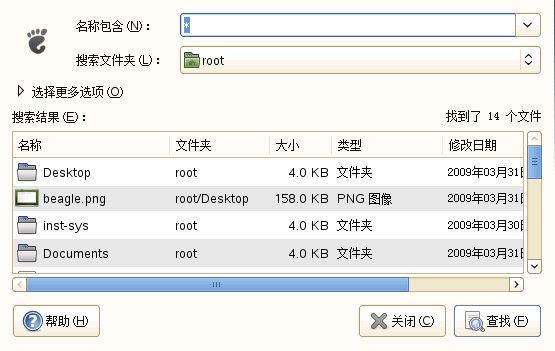 名称包含(N)： *
搜索文件夹(L)： root
选择更多选项(O)
搜索结果(E)： 找到了 14 个文件
名称 文件夹 大小 类型 修改日期
Desktop root 4.0 KB 文件夹 2009年03月31
beagle.png root/Desktop 158.0 KB PNG 图像 2009年03月31
inst-sys root 4.0 KB 文件夹 2009年03月30
Documents root 4.0 KB 文件夹 2009年03月31
帮助(H) 关闭(C) 查找(F)